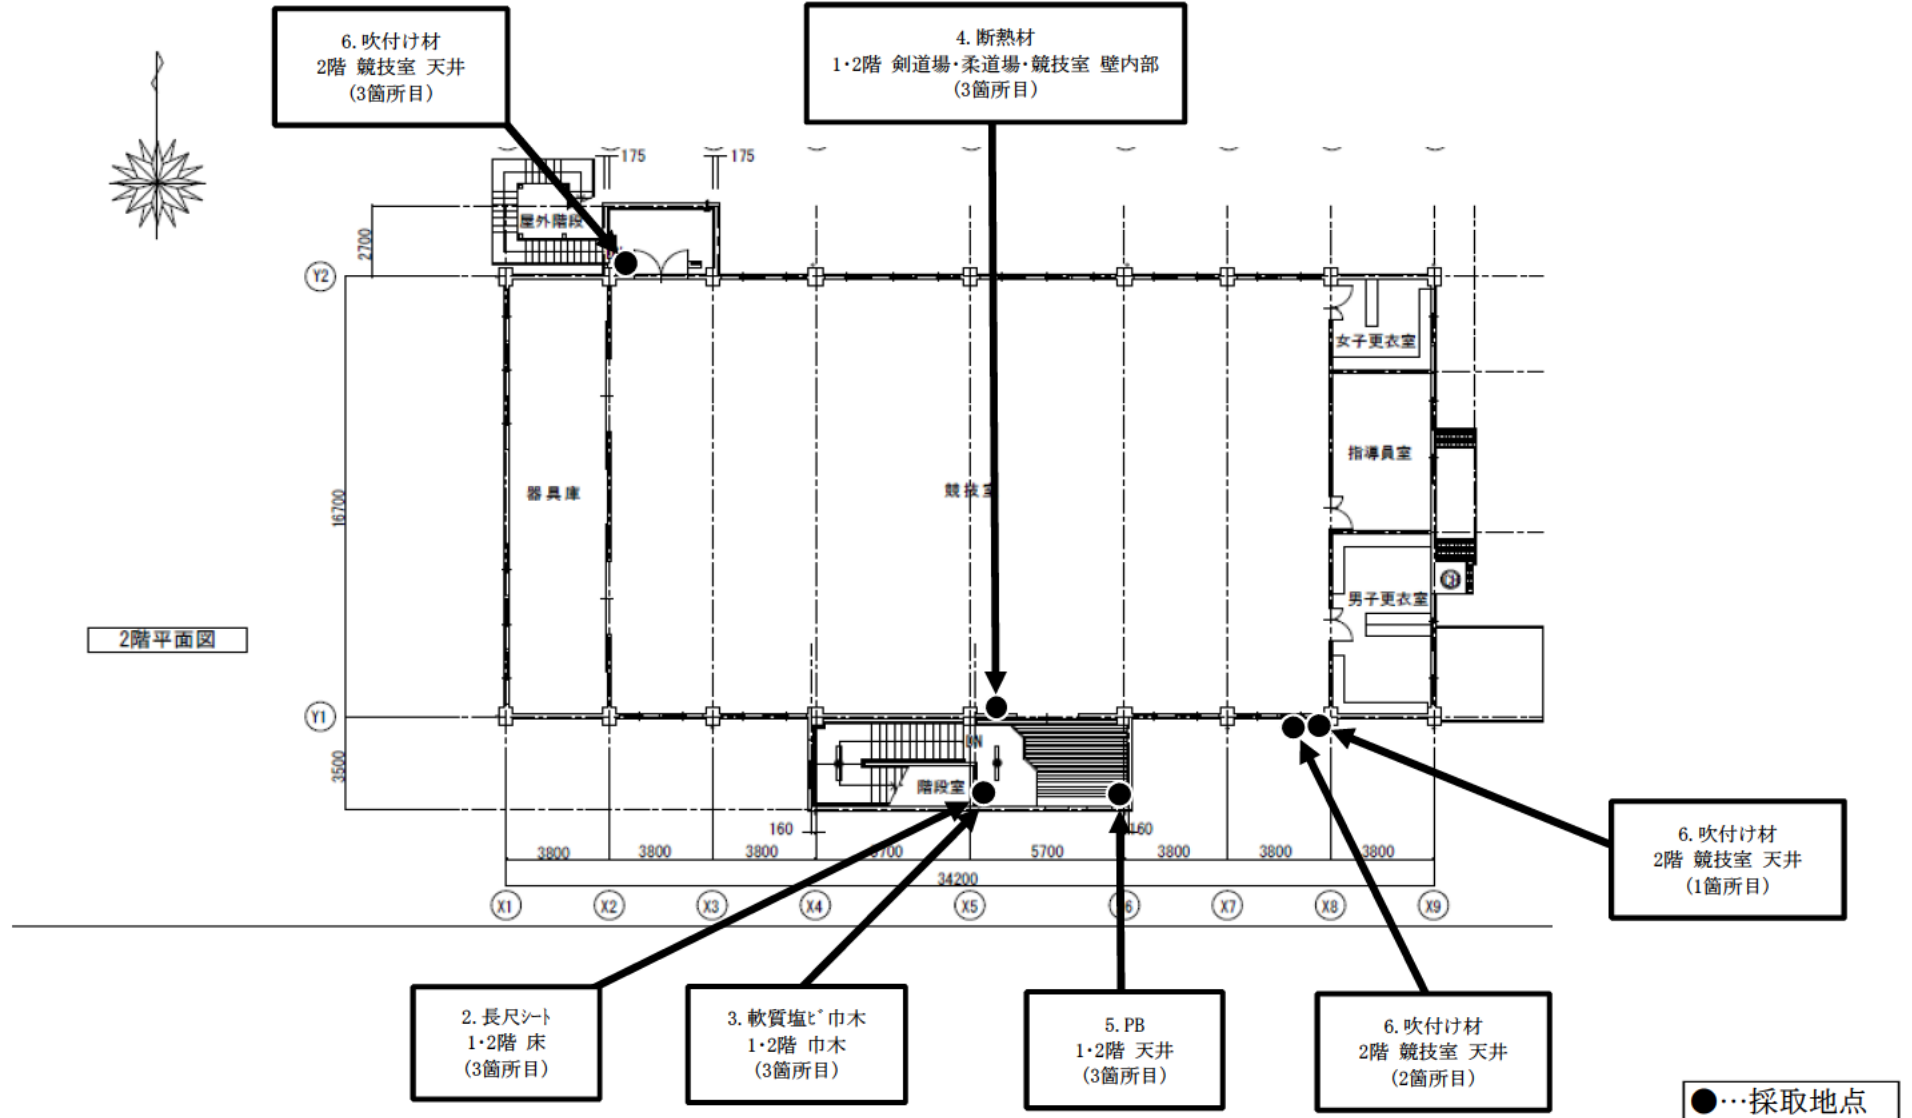 6.吹付け材
2階 競技室 天井
(3箇所目)
4.断熱材
1・2階 剣道場・柔道場・競技室 壁内部
(3箇所目)
175
175
屋外階段
2700
Y2
女子更衣室
指導員室
器具庫
競技室
16700
男子更衣室
2階平面図
Y1
DN
階段室
3500
160
160
3800
3800
3800
5700
5700
3800
3800
3800
34200
X1
X2
X3
X4
X5
X6
X7
X8
X9
6.吹付け材
2階 競技室 天井
(1箇所目)
2.長尺シート
1・2階 床
(3箇所目)
3.軟質塩ビ巾木
1・2階 巾木
(3箇所目)
5.PB
1・2階 天井
(3箇所目)
6.吹付け材
2階 競技室 天井
(2箇所目)
●…採取地点